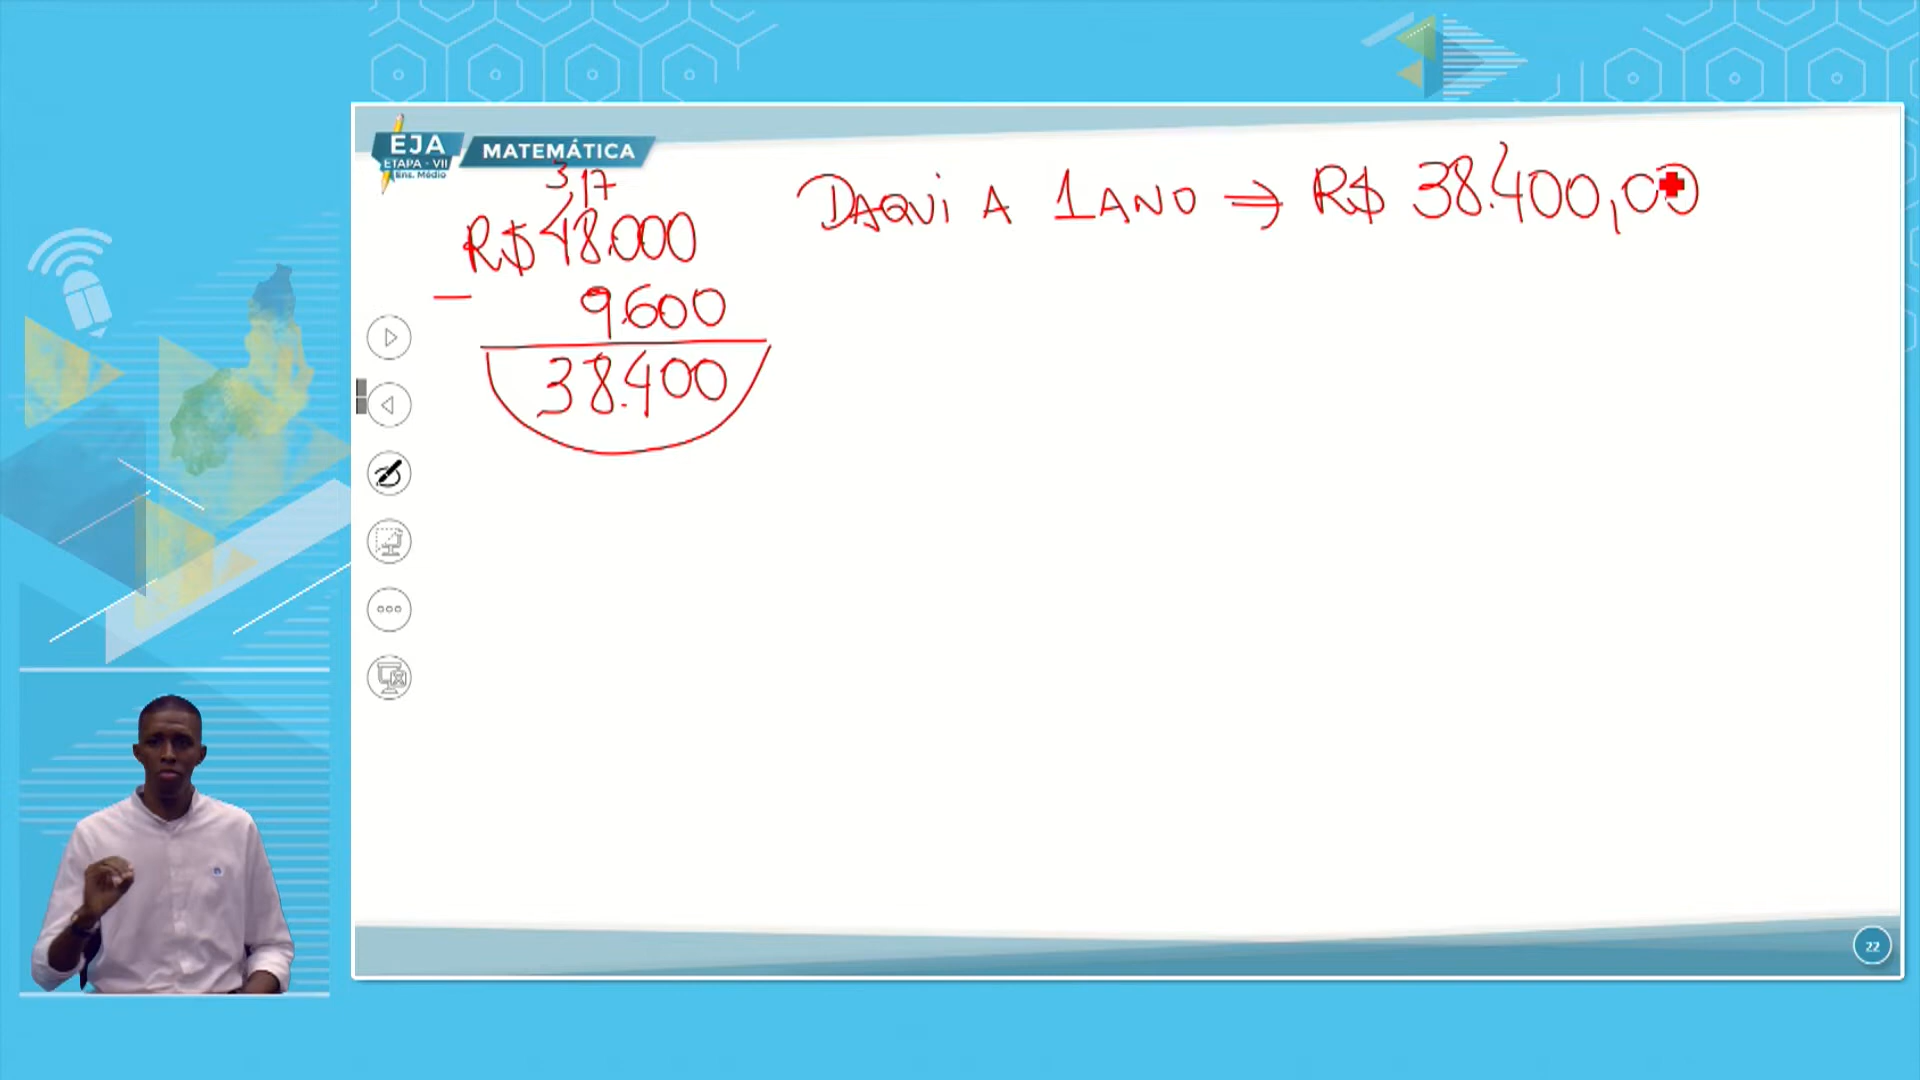 EJA
ETAPA - VII
Ens. Médio
MATEMÁTICA
3 17
R$ 48.000
- 9.600
38.400
DAQUI A 1 ANO ⇒ R$ 38.400,00
22